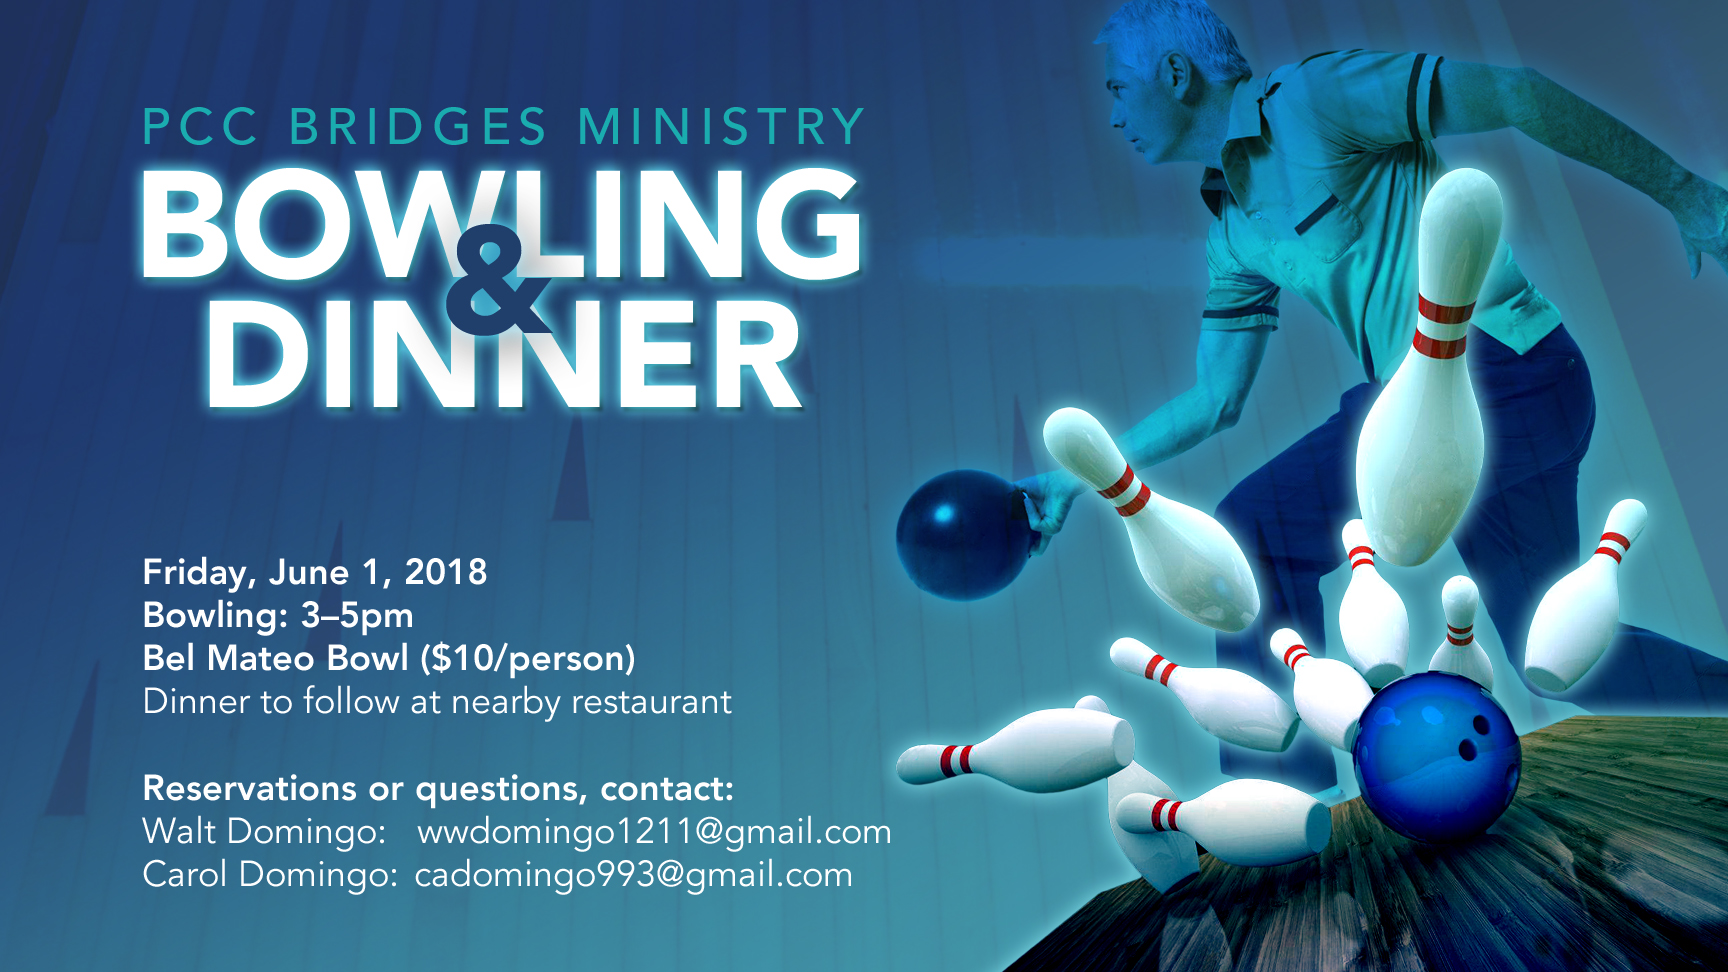 PCC BRIDGES MINISTRY
BOWLING
&
DINNER
Friday, June 1, 2018
Bowling: 3–5pm
Bel Mateo Bowl ($10/person)
Dinner to follow at nearby restaurant
Reservations or questions, contact:
Walt Domingo: wwdomingo1211@gmail.com
Carol Domingo: cadomingo993@gmail.com